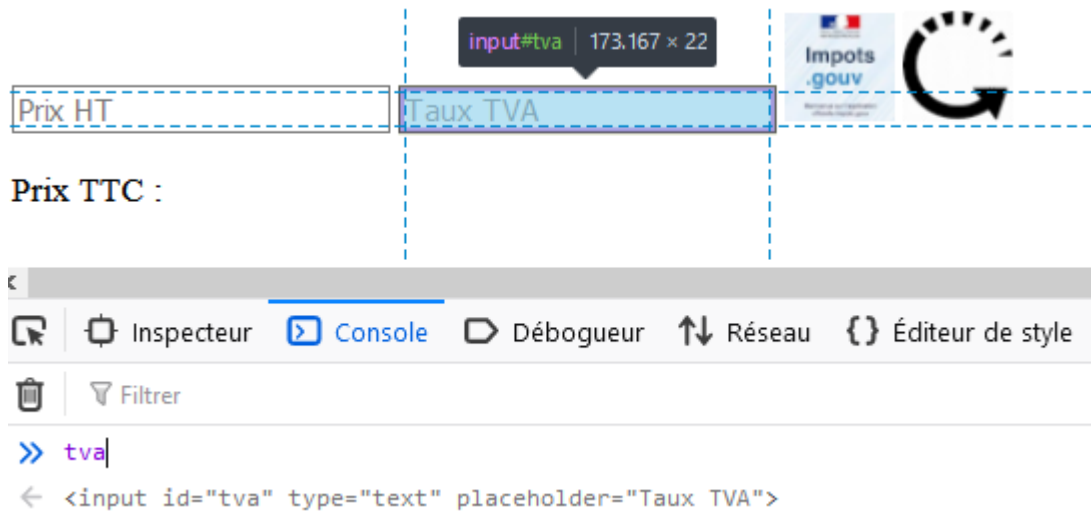 input#tva | 173.167 × 22
Impots
.gouv
Prix HT
Taux TVA
Prix TTC :
Inspecteur
Console
Débogueur
Réseau
{} Éditeur de style
Filtrer
>> tva
← <input id="tva" type="text" placeholder="Taux TVA">